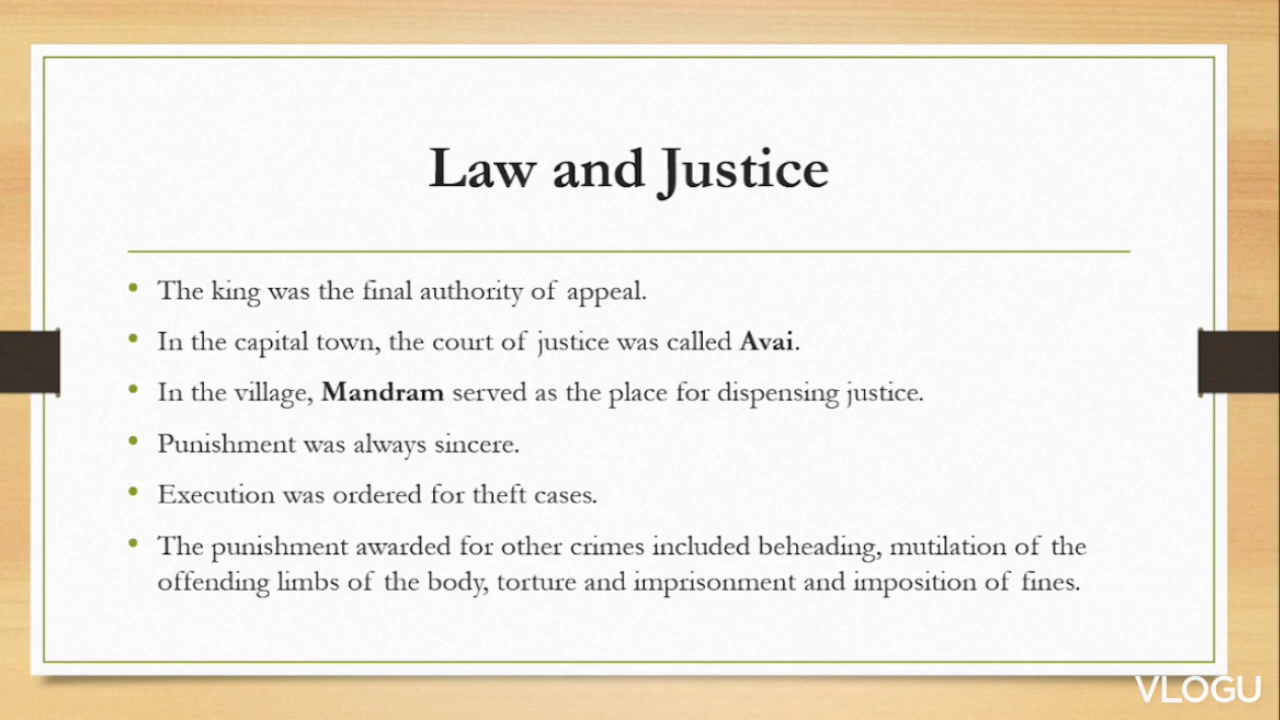 Law and Justice
• The king was the final authority of appeal.
• In the capital town, the court of justice was called Avai.
• In the village, Mandram served as the place for dispensing justice.
• Punishment was always sincere.
• Execution was ordered for theft cases.
• The punishment awarded for other crimes included beheading, mutilation of the
offending limbs of the body, torture and imprisonment and imposition of fines.
VLOGU